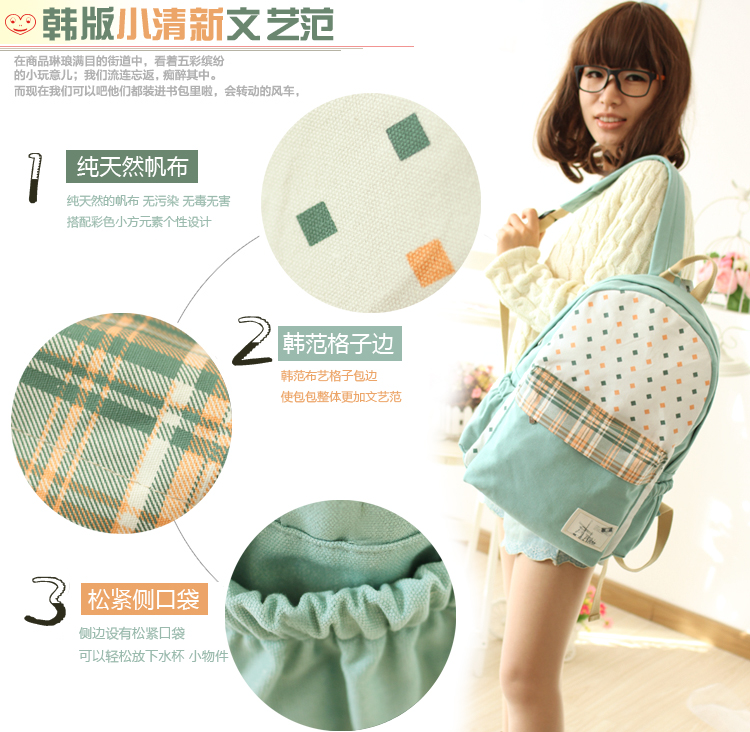 韩版小清新文艺范
在商品琳琅满目的街道中，看着五彩缤纷
的小玩意儿；我们流连忘返，痴醉其中。
而现在我们可以吧他们都装进书包里啦，会转动的风车，
1 纯天然帆布
纯天然的帆布 无污染 无毒无害
搭配彩色小方元素个性设计
2 韩范格子边
韩范布艺格子包边
使包包整体更加文艺范
3 松紧侧口袋
侧边设有松紧口袋
可以轻松放下水杯 小物件